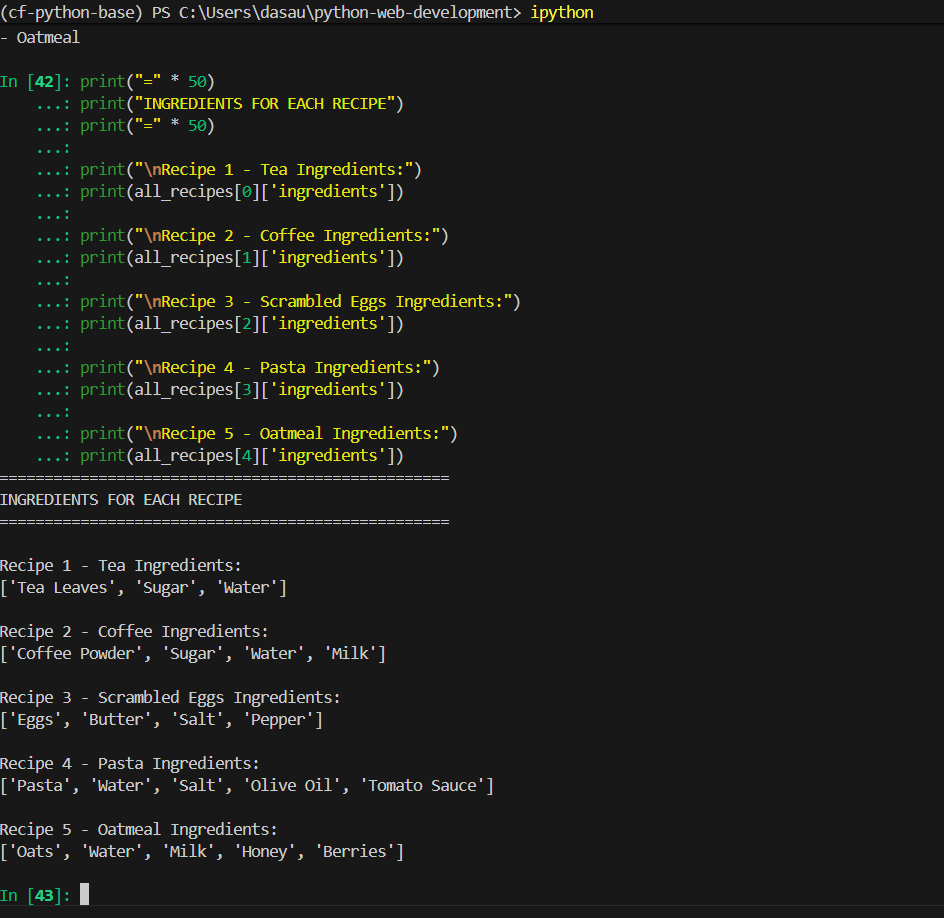 (cf-python-base) PS C:\Users\dasau\python-web-development> ipython
- Oatmeal
In [42]: print("=" * 50)
    ...: print("INGREDIENTS FOR EACH RECIPE")
    ...: print("=" * 50)
    ...:
    ...: print("\nRecipe 1 - Tea Ingredients:")
    ...: print(all_recipes[0]['ingredients'])
    ...:
    ...: print("\nRecipe 2 - Coffee Ingredients:")
    ...: print(all_recipes[1]['ingredients'])
    ...:
    ...: print("\nRecipe 3 - Scrambled Eggs Ingredients:")
    ...: print(all_recipes[2]['ingredients'])
    ...:
    ...: print("\nRecipe 4 - Pasta Ingredients:")
    ...: print(all_recipes[3]['ingredients'])
    ...:
    ...: print("\nRecipe 5 - Oatmeal Ingredients:")
    ...: print(all_recipes[4]['ingredients'])
==================================================
INGREDIENTS FOR EACH RECIPE
==================================================
Recipe 1 - Tea Ingredients:
['Tea Leaves', 'Sugar', 'Water']
Recipe 2 - Coffee Ingredients:
['Coffee Powder', 'Sugar', 'Water', 'Milk']
Recipe 3 - Scrambled Eggs Ingredients:
['Eggs', 'Butter', 'Salt', 'Pepper']
Recipe 4 - Pasta Ingredients:
['Pasta', 'Water', 'Salt', 'Olive Oil', 'Tomato Sauce']
Recipe 5 - Oatmeal Ingredients:
['Oats', 'Water', 'Milk', 'Honey', 'Berries']
In [43]: